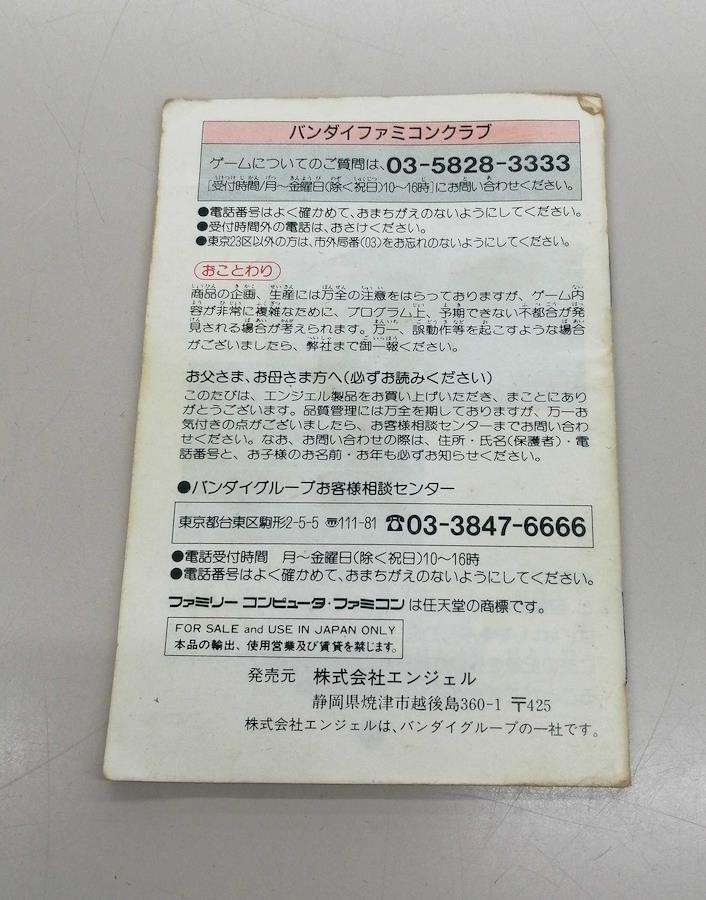 バンダイファミコンクラブ
ゲームについてのご質問は、03-5828-3333
[受付時間/月〜金曜日(除く祝日)10〜16時]にお問い合わせください。
●電話番号はよく確かめて、おまちがえのないようにしてください。
●受付時間外の電話は、おさけください。
●東京23区以外の方は、市外局番(03)をお忘れのないようにしてください。
おことわり
商品の企画、生産には万全の注意をはらっておりますが、ゲーム内
容が非常に複雑なために、プログラム上、予期できない不都合が発
見される場合が考えられます。万一、誤動作等を起こすような場合
がございましたら、弊社まで御一報ください。
お父さま、お母さま方へ(必ずお読みください)
このたびは、エンジェル製品をお買い上げいただき、まことにあり
がとうございます。品質管理には万全を期しておりますが、万一お
気付きの点がございましたら、お客様相談センターまでお問い合わ
せください。なお、お問い合わせの際は、住所・氏名(保護者)・電
話番号と、お子様のお名前・お年も必ずお知らせください。
●バンダイグループお客様相談センター
東京都台東区駒形2-5-5 〒111-81 ☎03-3847-6666
●電話受付時間 月〜金曜日(除く祝日)10〜16時
●電話番号はよく確かめて、おまちがえのないようにしてください。
ファミリーコンピュータ・ファミコンは任天堂の商標です。
FOR SALE and USE IN JAPAN ONLY
本品の輸出、使用営業及び賃貸を禁じます。
発売元 株式会社エンジェル
静岡県焼津市越後島360-1 〒425
株式会社エンジェルは、バンダイグループの一社です。